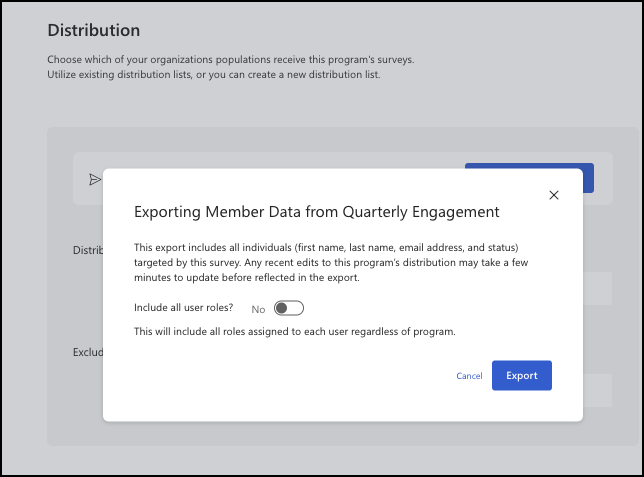 Distribution
Choose which of your organizations populations receive this program's surveys.
Utilize existing distribution lists, or you can create a new distribution list.
Exporting Member Data from Quarterly Engagement
Distrib
This export includes all individuals (first name, last name, email address, and status)
targeted by this survey. Any recent edits to this program's distribution may take a few
minutes to update before reflected in the export.
Include all user roles? No
This will include all roles assigned to each user regardless of program.
Exclud
Cancel Export